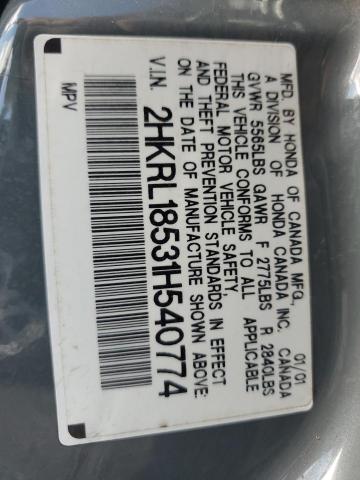 MFD. BY HONDA OF CANADA MFG., 01/01
A DIVISION OF HONDA CANADA INC. CANADA
GVWR 5565LBS GAWR F 2775LBS R 2840LBS
THIS VEHICLE CONFORMS TO ALL APPLICABLE
FEDERAL MOTOR VEHICLE SAFETY,
AND THEFT PREVENTION STANDARDS IN EFFECT
ON THE DATE OF MANUFACTURE SHOWN ABOVE:
V.I.N. 2HKRL18531H540774
MPV